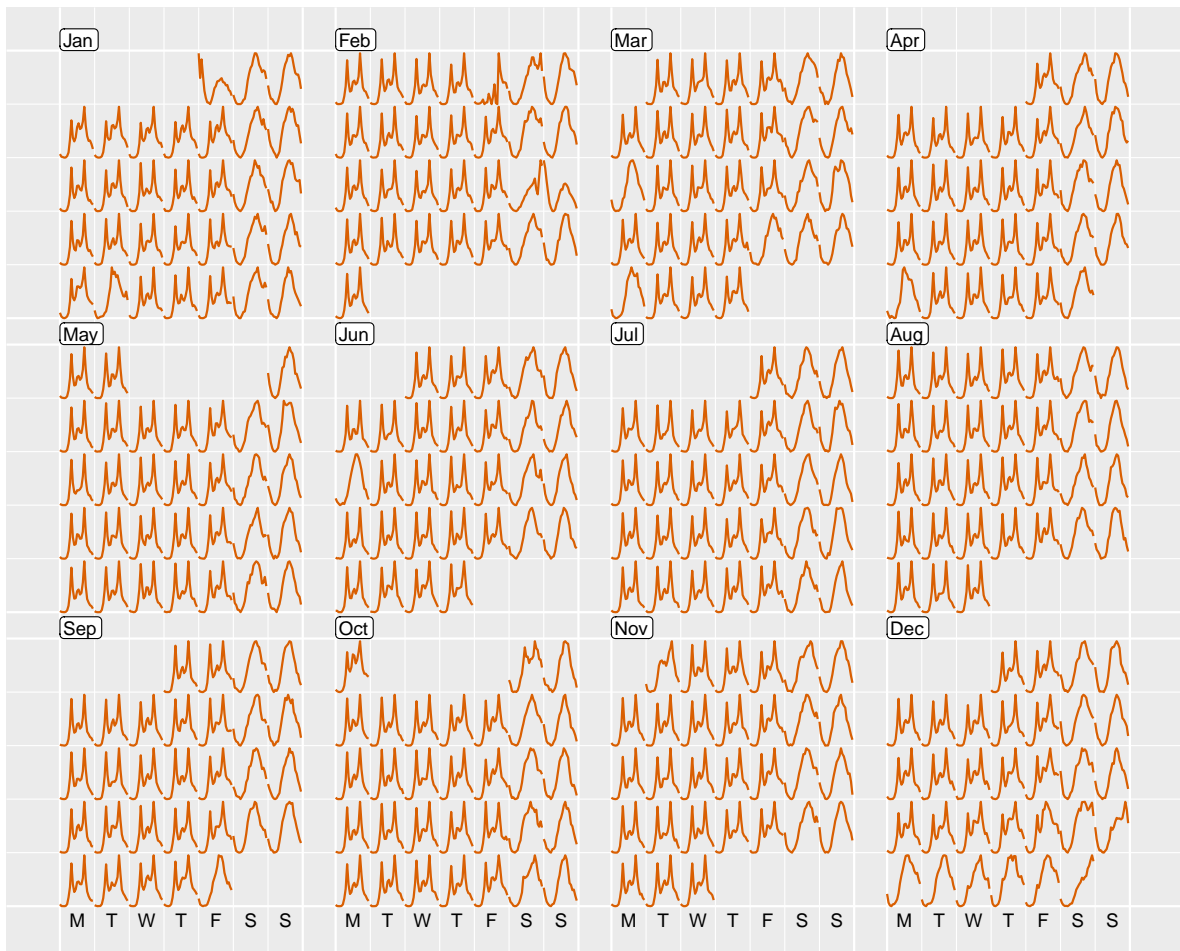 Jan Feb Mar Apr
May Jun Jul Aug
Sep Oct Nov Dec
M T W T F S S M T W T F S S M T W T F S S M T W T F S S